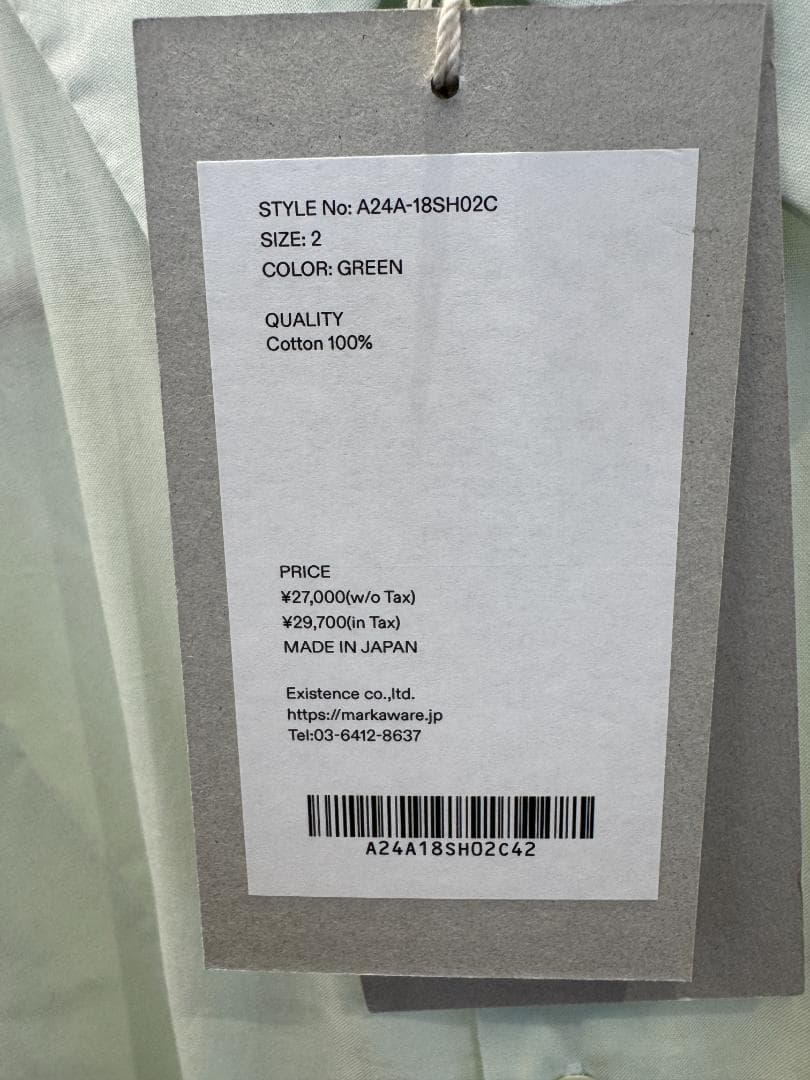 STYLE No: A24A-18SH02C
SIZE: 2
COLOR: GREEN
QUALITY
Cotton 100%
PRICE
¥27,000(w/o Tax)
¥29,700(in Tax)
MADE IN JAPAN
Existence co.,ltd.
https://markaware.jp
Tel:03-6412-8637
A24A18SH02C42